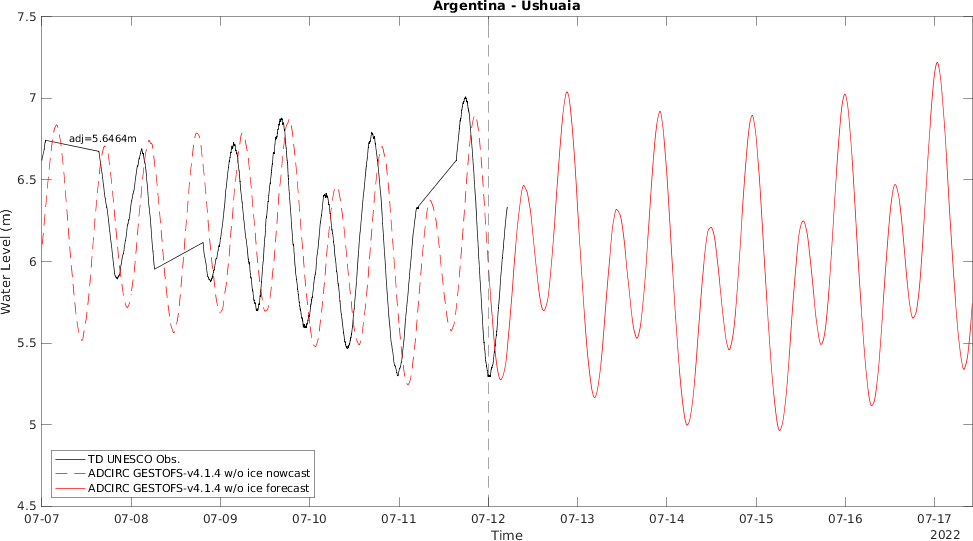 Argentina - Ushuaia
7.5
7
6.5
6
5.5
5
4.5
Water Level (m)
adj=5.6464m
TD UNESCO Obs.
ADCIRC GESTOFS-v4.1.4 w/o ice nowcast
ADCIRC GESTOFS-v4.1.4 w/o ice forecast
07-07 07-08 07-09 07-10 07-11 07-12 07-13 07-14 07-15 07-16 07-17
Time
2022